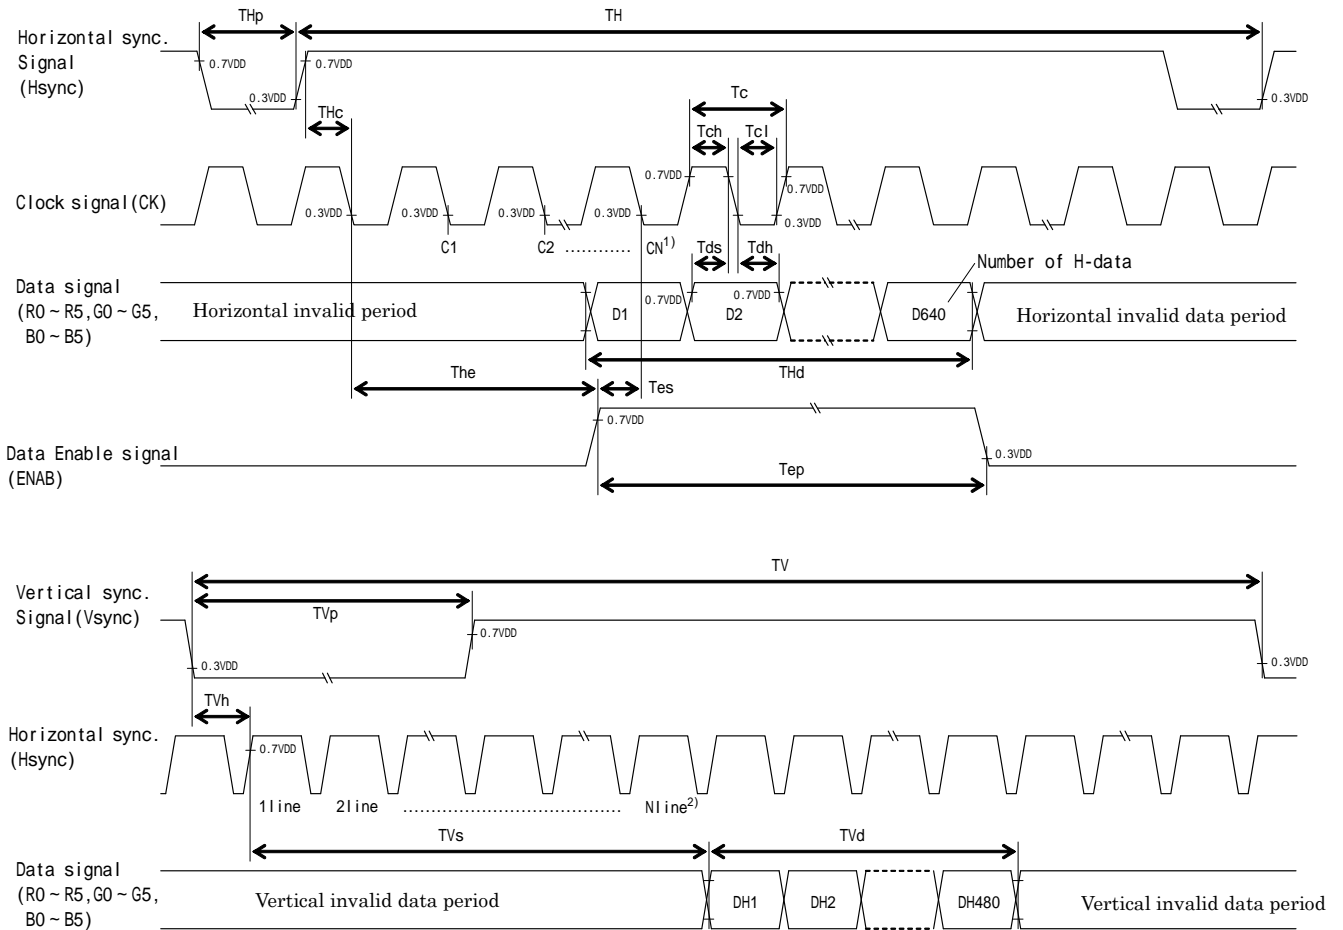 THp
TH
Horizontal sync.
Signal
(Hsync)
0.7VDD
0.7VDD
0.3VDD
0.3VDD
THc
Tc
Tch
Tcl
Clock signal(CK)
0.7VDD
0.7VDD
0.3VDD
0.3VDD
0.3VDD
0.3VDD
0.3VDD
C1
C2
............
CN1)
Tds
Tdh
Number of H-data
Data signal
(R0~R5,G0~G5,
B0~B5)
Horizontal invalid period
0.7VDD
0.7VDD
D1
D2
D640
Horizontal invalid data period
THd
The
Tes
0.7VDD
Data Enable signal
(ENAB)
0.3VDD
Tep
TV
Vertical sync.
Signal(Vsync)
TVp
0.7VDD
0.3VDD
0.3VDD
TVh
Horizontal sync.
(Hsync)
0.7VDD
1line
2line
........................................
Nline2)
TVs
TVd
Data signal
(R0~R5,G0~G5,
B0~B5)
Vertical invalid data period
DH1
DH2
DH480
Vertical invalid data period